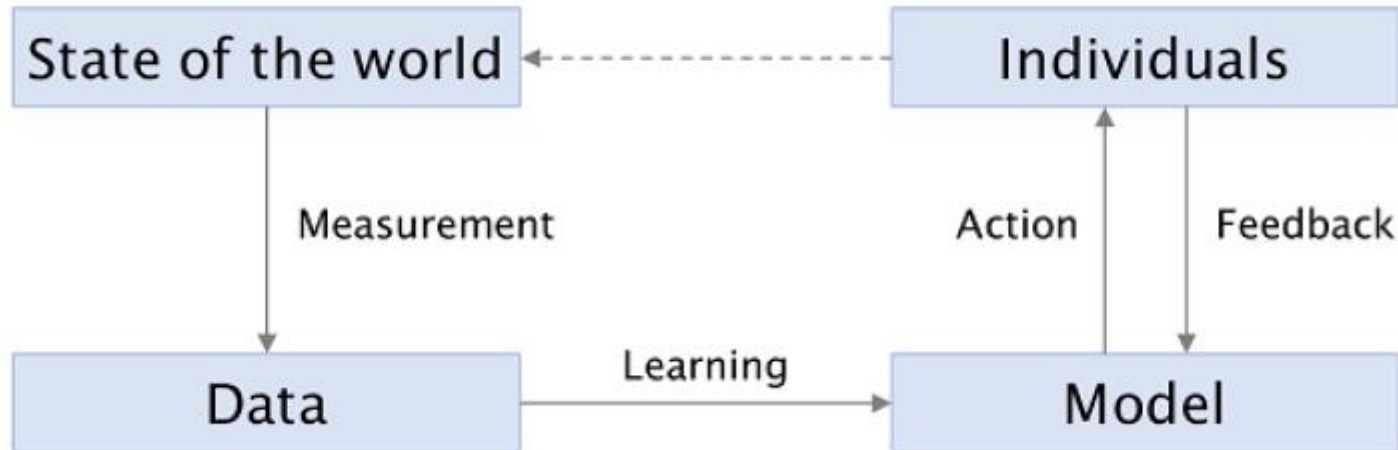 State of the world
Individuals
Measurement
Action
Feedback
Learning
Data
Model